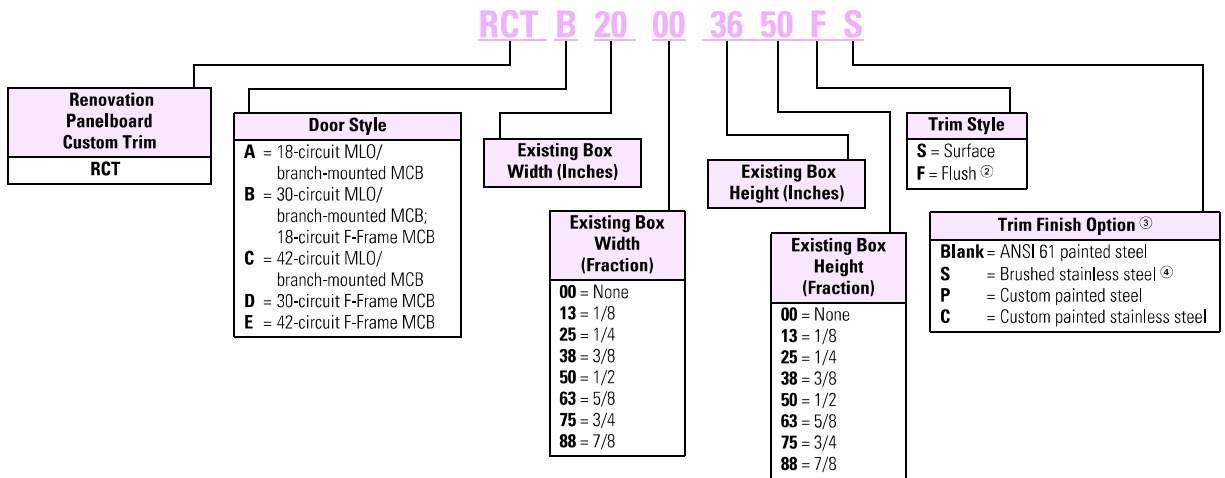 RCT B 20 00 36 50 F S
Renovation
Panelboard
Custom Trim
RCT
Door Style
A = 18-circuit MLO/
branch-mounted MCB
B = 30-circuit MLO/
branch-mounted MCB;
18-circuit F-Frame MCB
C = 42-circuit MLO/
branch-mounted MCB
D = 30-circuit F-Frame MCB
E = 42-circuit F-Frame MCB
Existing Box
Width (Inches)
Existing Box
Width
(Fraction)
00 = None
13 = 1/8
25 = 1/4
38 = 3/8
50 = 1/2
63 = 5/8
75 = 3/4
88 = 7/8
Existing Box
Height (Inches)
Existing Box
Height
(Fraction)
00 = None
13 = 1/8
25 = 1/4
38 = 3/8
50 = 1/2
63 = 5/8
75 = 3/4
88 = 7/8
Trim Style
S = Surface
F = Flush ②
Trim Finish Option ③
Blank = ANSI 61 painted steel
S = Brushed stainless steel ④
P = Custom painted steel
C = Custom painted stainless steel